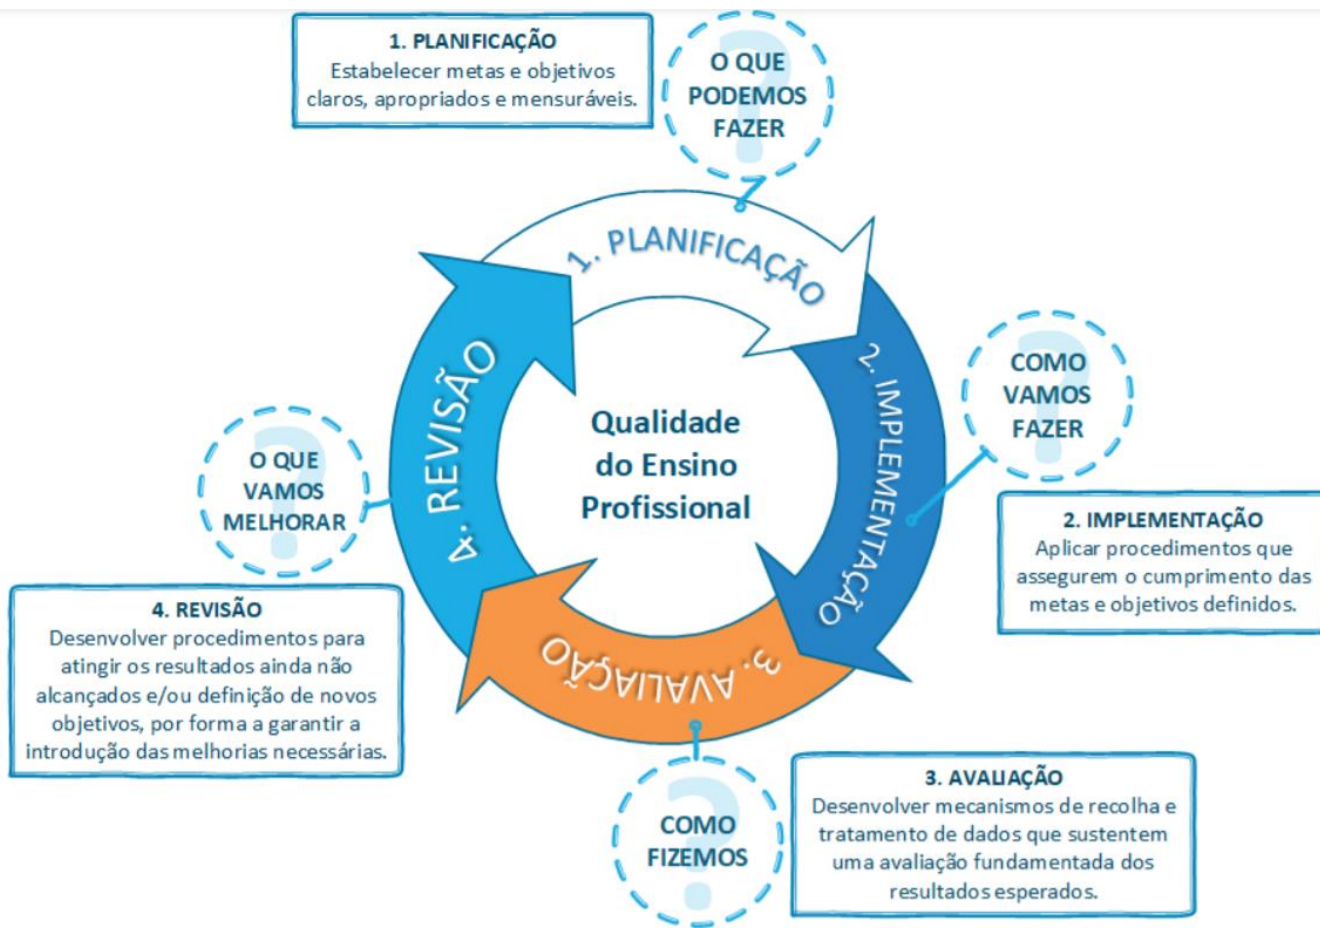 1. PLANIFICAÇÃO
Estabelecer metas e objetivos
claros, apropriados e mensuráveis.
O QUE
PODEMOS
FAZER
1. PLANIFICAÇÃO
2. IMPLEMENTAÇÃO
COMO
VAMOS
FAZER
2. IMPLEMENTAÇÃO
Aplicar procedimentos que
assegurem o cumprimento das
metas e objetivos definidos.
Qualidade
do Ensino
Profissional
3. AVALIAÇÃO
COMO
FIZEMOS
3. AVALIAÇÃO
Desenvolver mecanismos de recolha e
tratamento de dados que sustentem
uma avaliação fundamentada dos
resultados esperados.
4. REVISÃO
O QUE
VAMOS
MELHORAR
4. REVISÃO
Desenvolver procedimentos para
atingir os resultados ainda não
alcançados e/ou definição de novos
objetivos, por forma a garantir a
introdução das melhorias necessárias.
?
?
?
?